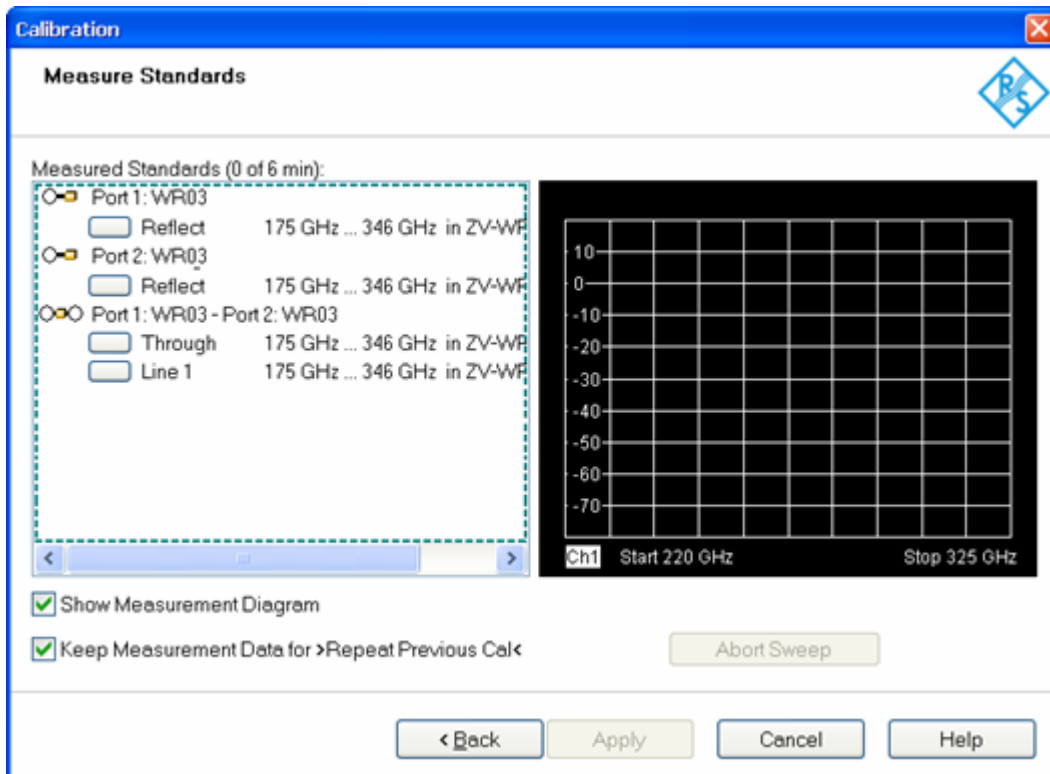 Calibration
Measure Standards
R
S
Measured Standards (0 of 6 min):
Port 1: WR03
Reflect 175 GHz ... 346 GHz in ZV-WR
Port 2: WR03
Reflect 175 GHz ... 346 GHz in ZV-WR
Port 1: WR03 - Port 2: WR03
Through 175 GHz ... 346 GHz in ZV-WR
Line 1 175 GHz ... 346 GHz in ZV-WR
10
0
-10
-20
-30
-40
-50
-60
-70
Ch1 Start 220 GHz Stop 325 GHz
Show Measurement Diagram
Keep Measurement Data for >Repeat Previous Cal<
Abort Sweep
< Back Apply Cancel Help